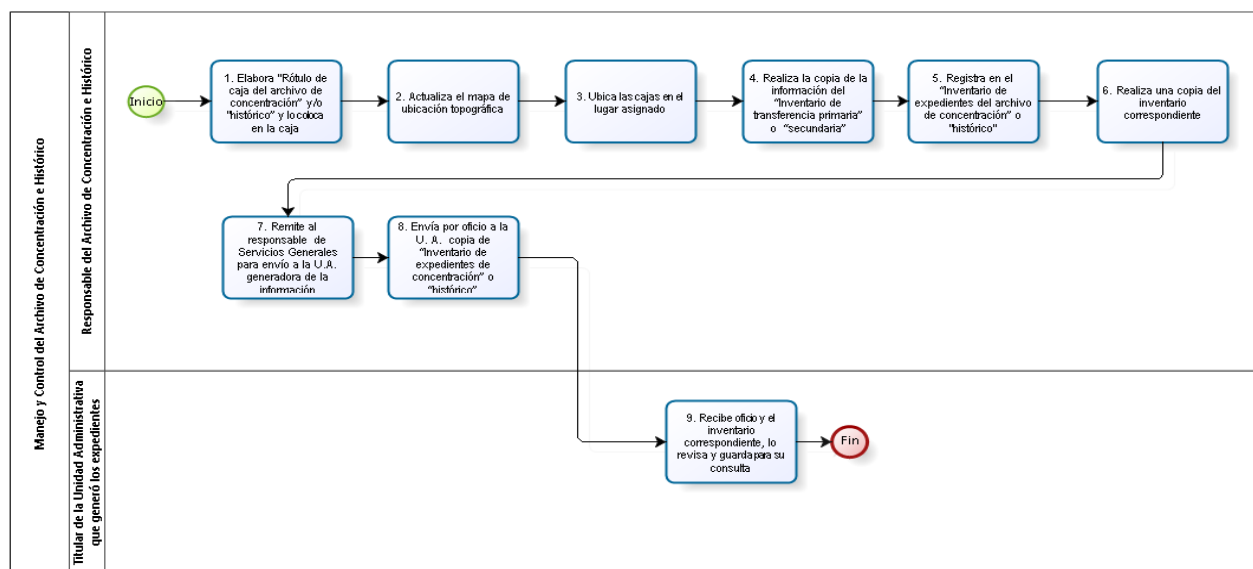 Manejo y Control del Archivo de Concentración e Histórico
Responsable del Archivo de Concentración e Histórico
Inicio
1. Elabora "Rótulo de
caja del archivo de
concentración" y/o
"histórico" y lo coloca
en la caja
2. Actualiza el mapa de
ubicación topográfica
3. Ubica las cajas en el
lugar asignado
4. Realiza la copia de la
información del
"Inventario de
transferencia primaria"
o "secundaria"
5. Registra en el
"Inventario de
expedientes del archivo
de concentración" o
"histórico"
6. Realiza una copia del
inventario
correspondiente
7. Remite al
responsable de
Servicios Generales
para envío a la U.A.
generadora de la
información
8. Envía por oficio a la
U. A. copia de
"Inventario de
expedientes de
concentración" o
"histórico"
Titular de la Unidad Administrativa
que generó los expedientes
9. Recibe oficio y el
inventario
correspondiente, lo
revisa y guarda para su
consulta
Fin